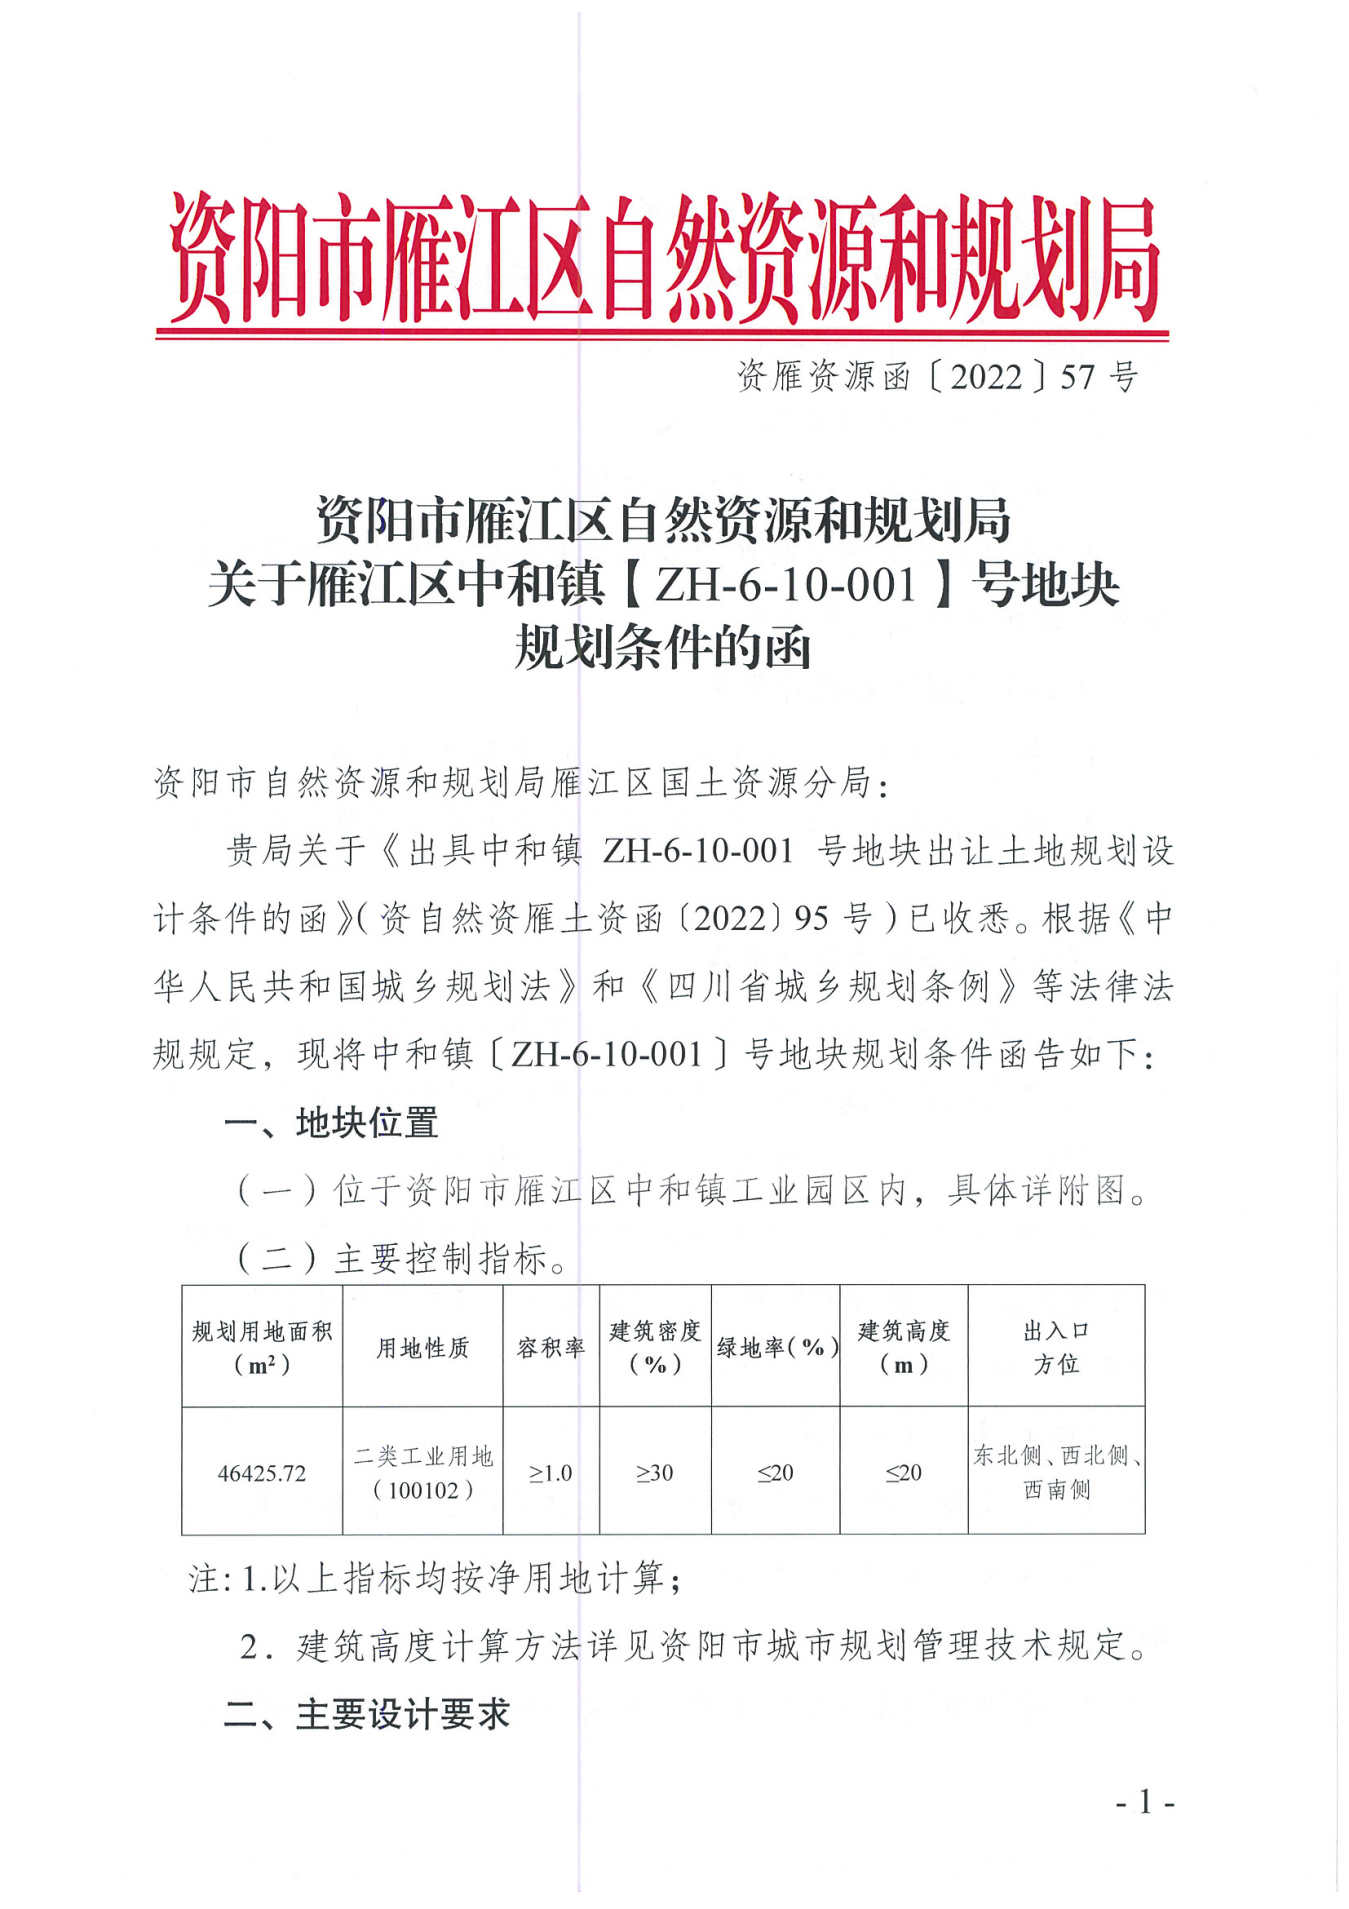 资阳市雁江区自然资源和规划局
资雁资源函〔2022〕57 号
资阳市雁江区自然资源和规划局
关于雁江区中和镇【ZH-6-10-001】号地块
规划条件的函
资阳市自然资源和规划局雁江区国土资源分局：
贵局关于《出具中和镇 ZH-6-10-001 号地块出让土地规划设
计条件的函》（资自然资雁土资函〔2022〕95 号）已收悉。根据《中
华人民共和国城乡规划法》和《四川省城乡规划条例》等法律法
规规定，现将中和镇〔ZH-6-10-001〕号地块规划条件函告如下：
一、地块位置
（一）位于资阳市雁江区中和镇工业园区内，具体详附图。
（二）主要控制指标。
规划用地面积（m²） 用地性质 容积率 建筑密度（%） 绿地率（%） 建筑高度（m） 出入口方位
46425.72 二类工业用地（100102） ≥1.0 ≥30 ≤20 ≤20 东北侧、西北侧、西南侧
注：1.以上指标均按净用地计算；
2. 建筑高度计算方法详见资阳市城市规划管理技术规定。
二、主要设计要求
- 1 -